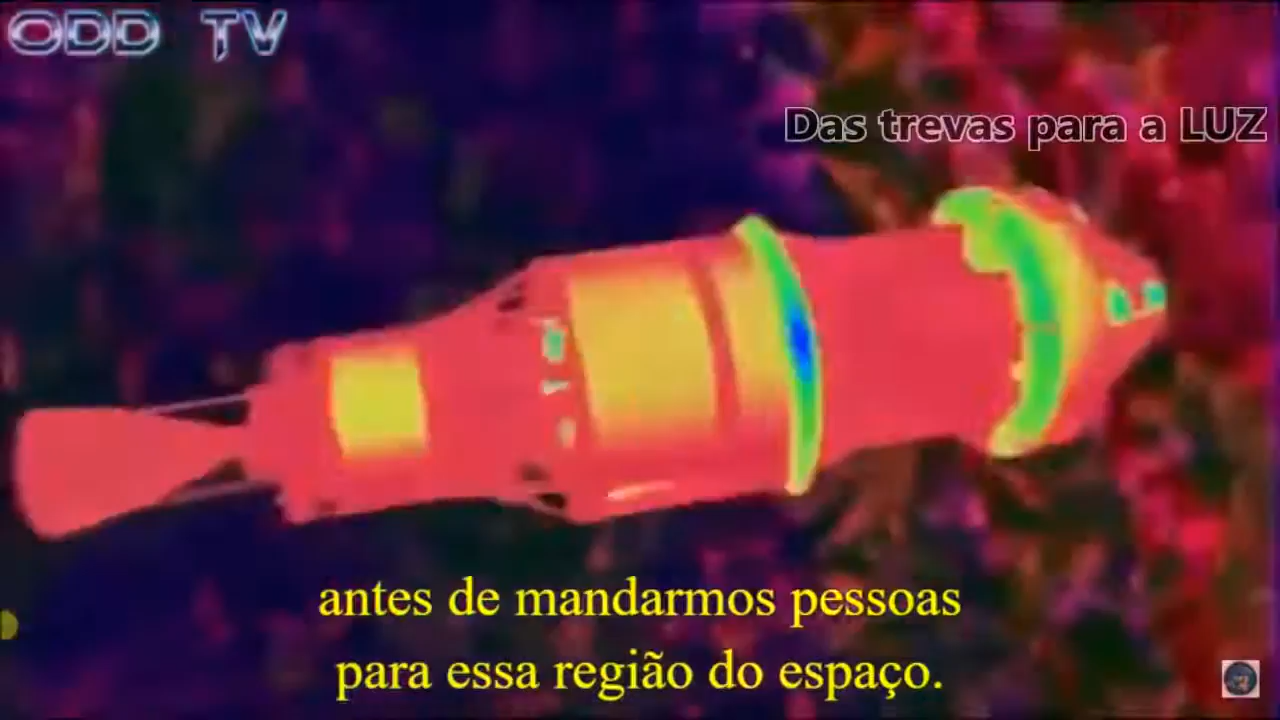 ODD TV
Das trevas para a LUZ
antes de mandarmos pessoas
para essa região do espaço.